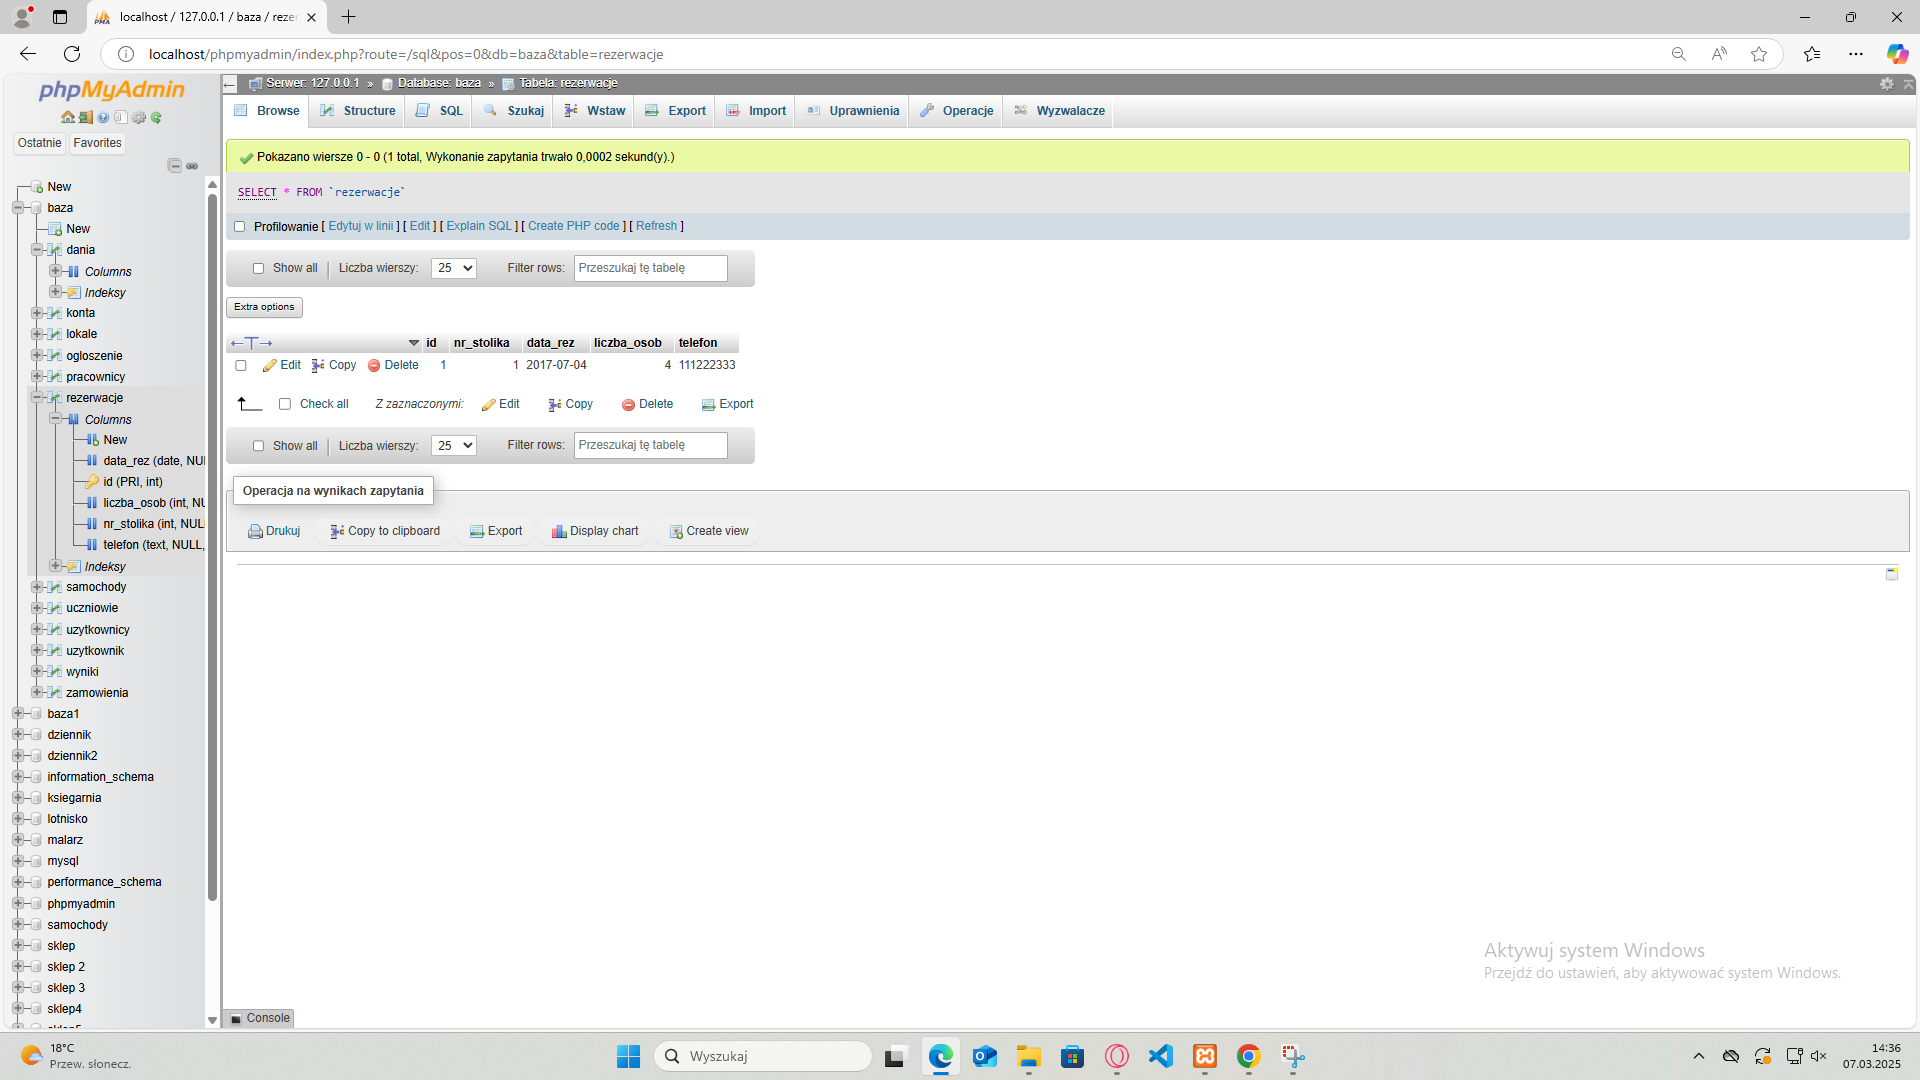 localhost / 127.0.0.1 / baza / rezer
localhost/phpmyadmin/index.php?route=/sql&pos=0&db=baza&table=rezerwacje
phpMyAdmin
Ostatnie Favorites
New
baza
New
dania
Columns
Indeksy
konta
lokale
ogloszenie
pracownicy
rezerwacje
Columns
New
data_rez (date, NUL
id (PRI, int)
liczba_osob (int, NU
nr_stolika (int, NULL
telefon (text, NULL,
Indeksy
samochody
uczniowie
uzytkownicy
uzytkownik
wyniki
zamowienia
baza1
dziennik
dziennik2
information_schema
ksiegarnia
lotnisko
malarz
mysql
performance_schema
phpmyadmin
samochody
sklep
sklep 2
sklep 3
sklep4
Serwer: 127.0.0.1 » Database: baza » Tabela: rezerwacje
Browse Structure SQL Szukaj Wstaw Export Import Uprawnienia Operacje Wyzwalacze
Pokazano wiersze 0 - 0 (1 total, Wykonanie zapytania trwało 0,0002 sekund(y).)
SELECT * FROM `rezerwacje`
Profilowanie [ Edytuj w linii ] [ Edit ] [ Explain SQL ] [ Create PHP code ] [ Refresh ]
Show all | Liczba wierszy: 25 Filter rows: Przeszukaj tę tabelę
Extra options
←T→ id nr_stolika data_rez liczba_osob telefon
Edit Copy Delete 1 1 2017-07-04 4 111222333
Check all Z zaznaczonymi: Edit Copy Delete Export
Show all | Liczba wierszy: 25 Filter rows: Przeszukaj tę tabelę
Operacja na wynikach zapytania
Drukuj Copy to clipboard Export Display chart Create view
Console
Aktywuj system Windows
Przejdź do ustawień, aby aktywować system Windows.
18°C
Przew. słonecz.
Wyszukaj
14:36
07.03.2025